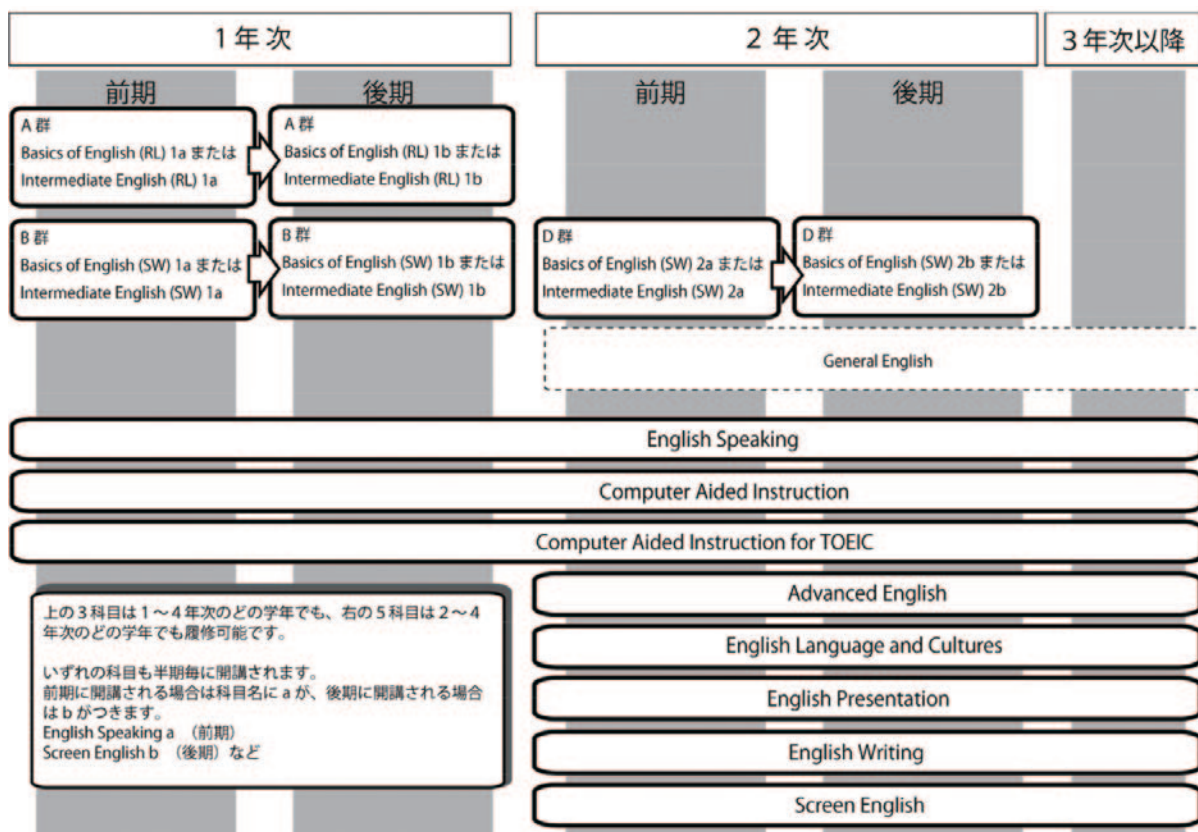 1年次
2年次
3年次以降
前期
後期
前期
後期
A群
Basics of English (RL) 1a または
Intermediate English (RL) 1a
A群
Basics of English (RL) 1b または
Intermediate English (RL) 1b
B群
Basics of English (SW) 1a または
Intermediate English (SW) 1a
B群
Basics of English (SW) 1b または
Intermediate English (SW) 1b
D群
Basics of English (SW) 2a または
Intermediate English (SW) 2a
D群
Basics of English (SW) 2b または
Intermediate English (SW) 2b
General English
English Speaking
Computer Aided Instruction
Computer Aided Instruction for TOEIC
上の3科目は1〜4年次のどの学年でも、右の5科目は2〜4
年次のどの学年でも履修可能です。
いずれの科目も半期毎に開講されます。
前期に開講される場合は科目名にaが、後期に開講される場合
はbがつきます。
English Speaking a （前期）
Screen English b （後期）など
Advanced English
English Language and Cultures
English Presentation
English Writing
Screen English